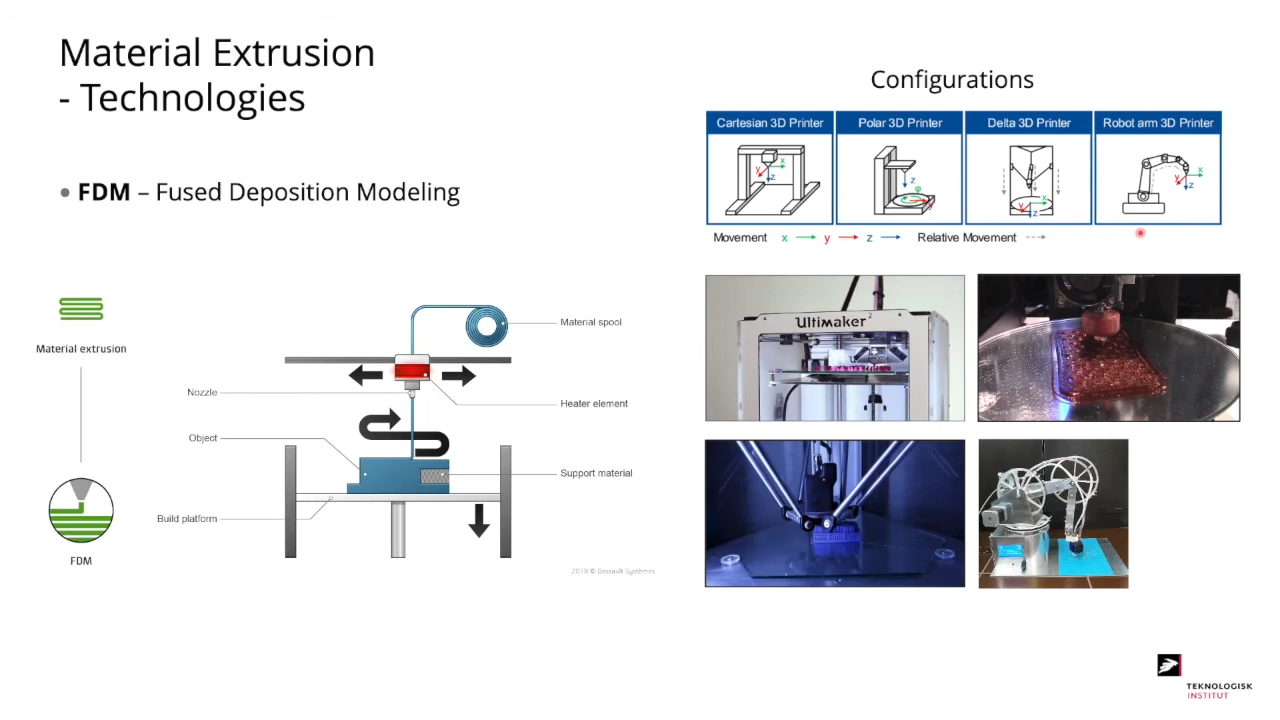 Material Extrusion
- Technologies
• FDM – Fused Deposition Modeling
Material extrusion
FDM
Material spool
Nozzle
Heater element
Object
Support material
Build platform
2018 © Dassault Systèmes
Configurations
Cartesian 3D Printer
Polar 3D Printer
Delta 3D Printer
Robot arm 3D Printer
x
y
z
z
φ
y
x
y
z
x
y
z
Movement x y z Relative Movement
Ultimaker 2
TEKNOLOGISK
INSTITUT